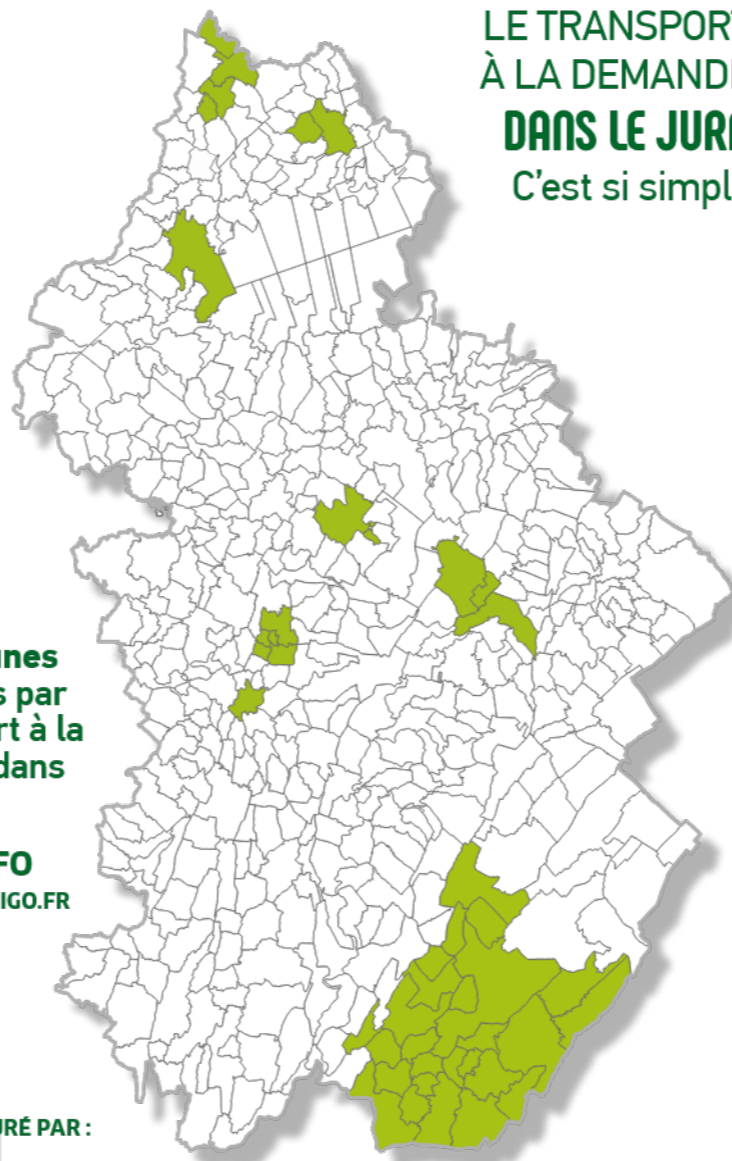 LE TRANSPORT
À LA DEMANDE
DANS LE JURA
C'est si simpl
unes
s par
rt à la
dans
FO
IGO.FR
URÉ PAR :